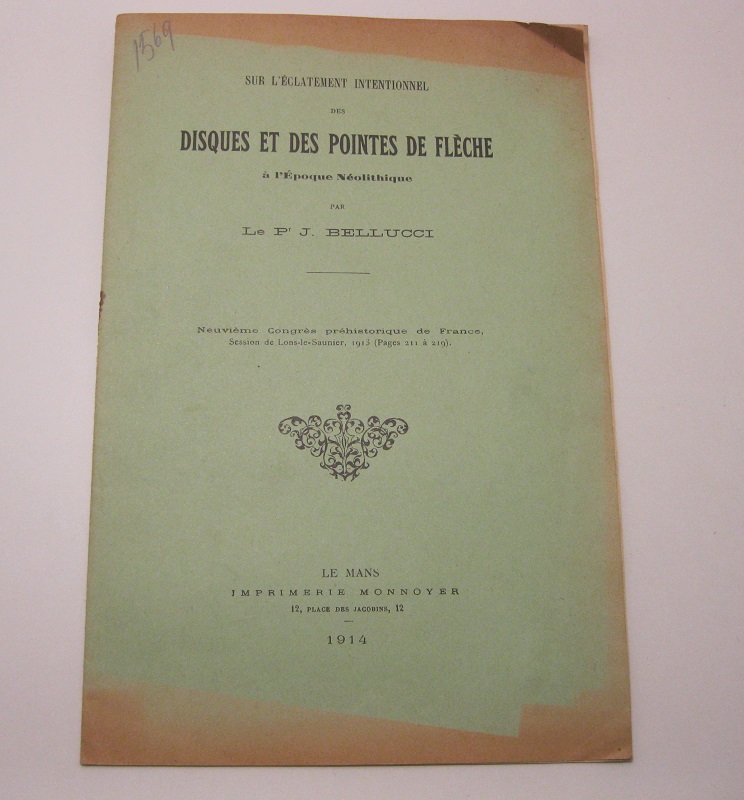 1569
SUR L'ÉCLATEMENT INTENTIONNEL
DES
DISQUES ET DES POINTES DE FLÈCHE
à l'Époque Néolithique
PAR
Le Pr J. BELLUCCI
Neuvième Congrès préhistorique de France,
Session de Lons-le-Saunier, 1913 (Pages 211 à 219).
LE MANS
IMPRIMERIE MONNOYER
12, PLACE DES JACOBINS, 12
1914